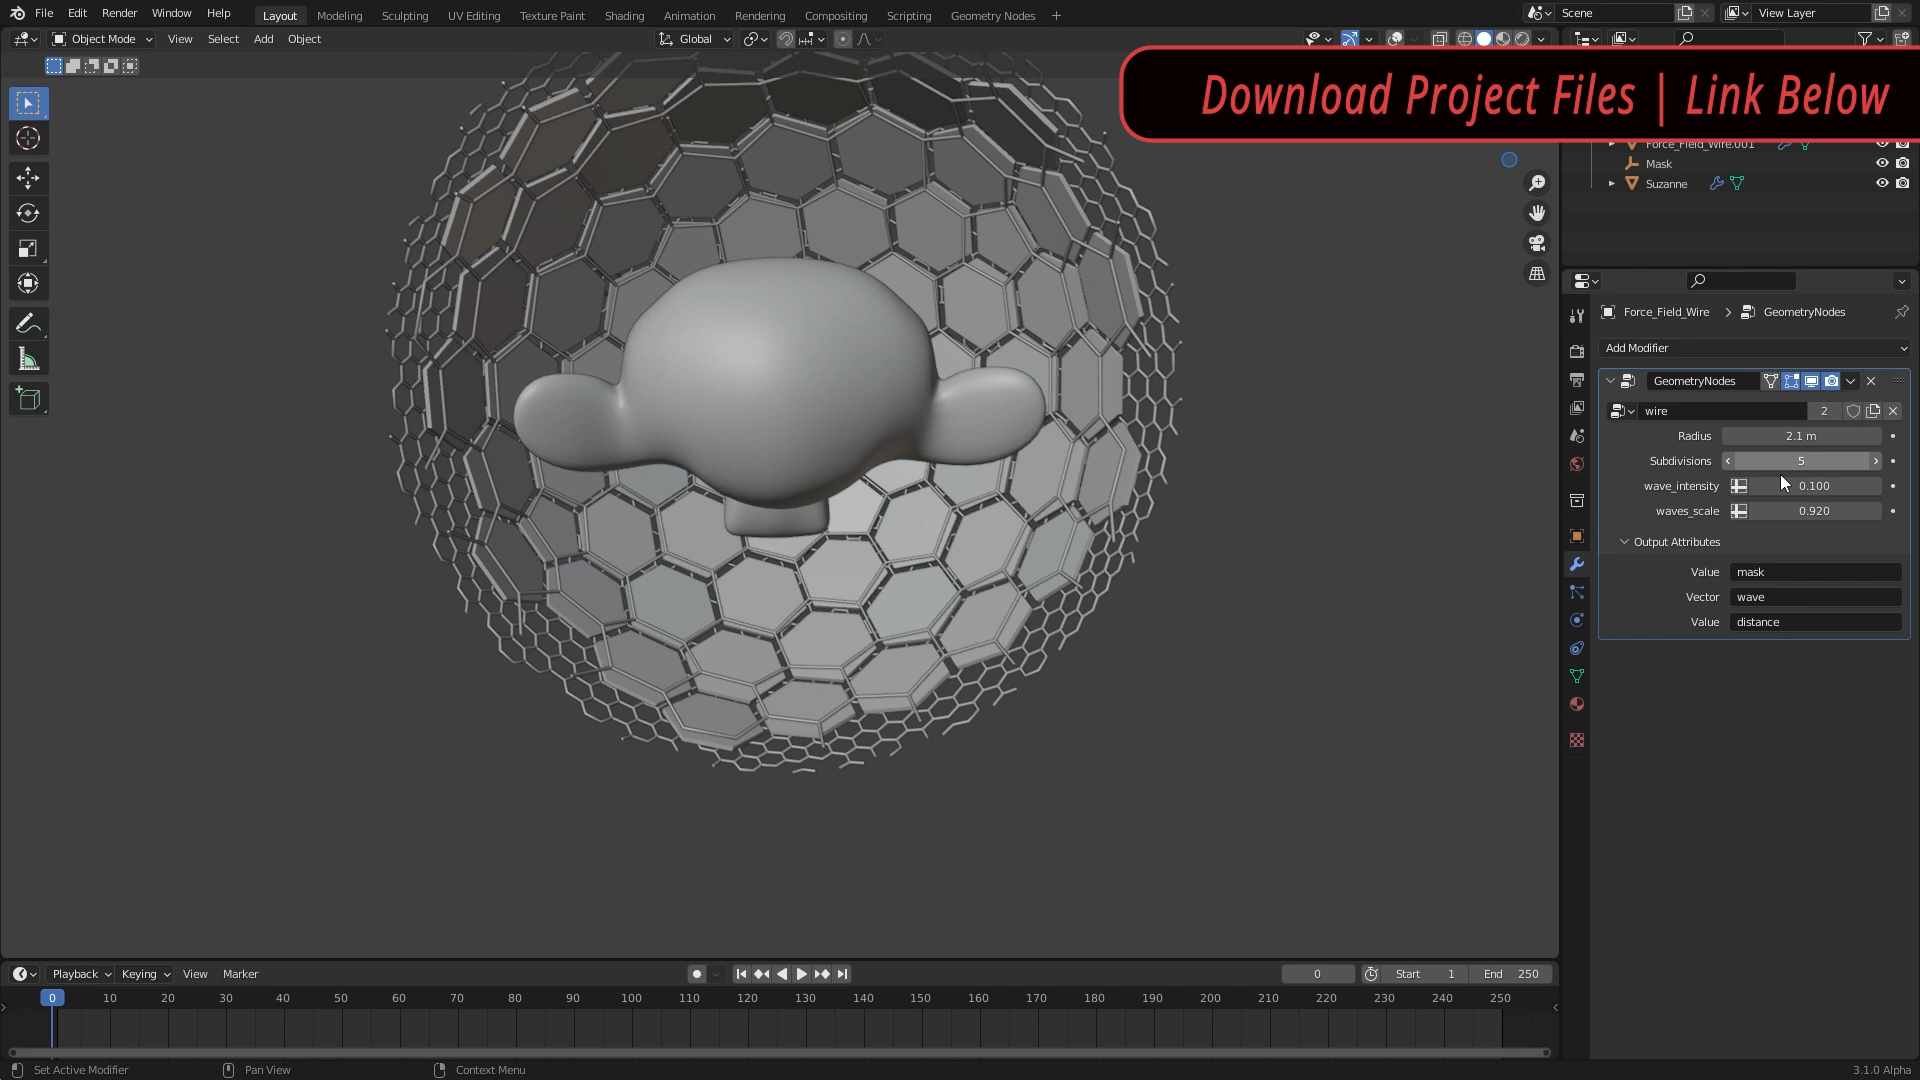 File Edit Render Window Help Layout Modeling Sculpting UV Editing Texture Paint Shading Animation Rendering Compositing Scripting Geometry Nodes + Scene View Layer
Object Mode View Select Add Object Global
Download Project Files | Link Below
Force_Field_Wire.001
Mask
Suzanne
Force_Field_Wire > GeometryNodes
Add Modifier
GeometryNodes
wire 2
Radius 2.1 m
Subdivisions 5
wave_intensity 0.100
waves_scale 0.920
Output Attributes
Value mask
Vector wave
Value distance
Playback Keying View Marker 0 Start 1 End 250
0 10 20 30 40 50 60 70 80 90 100 110 120 130 140 150 160 170 180 190 200 210 220 230 240 250
Set Active Modifier Pan View Context Menu 3.1.0 Alpha